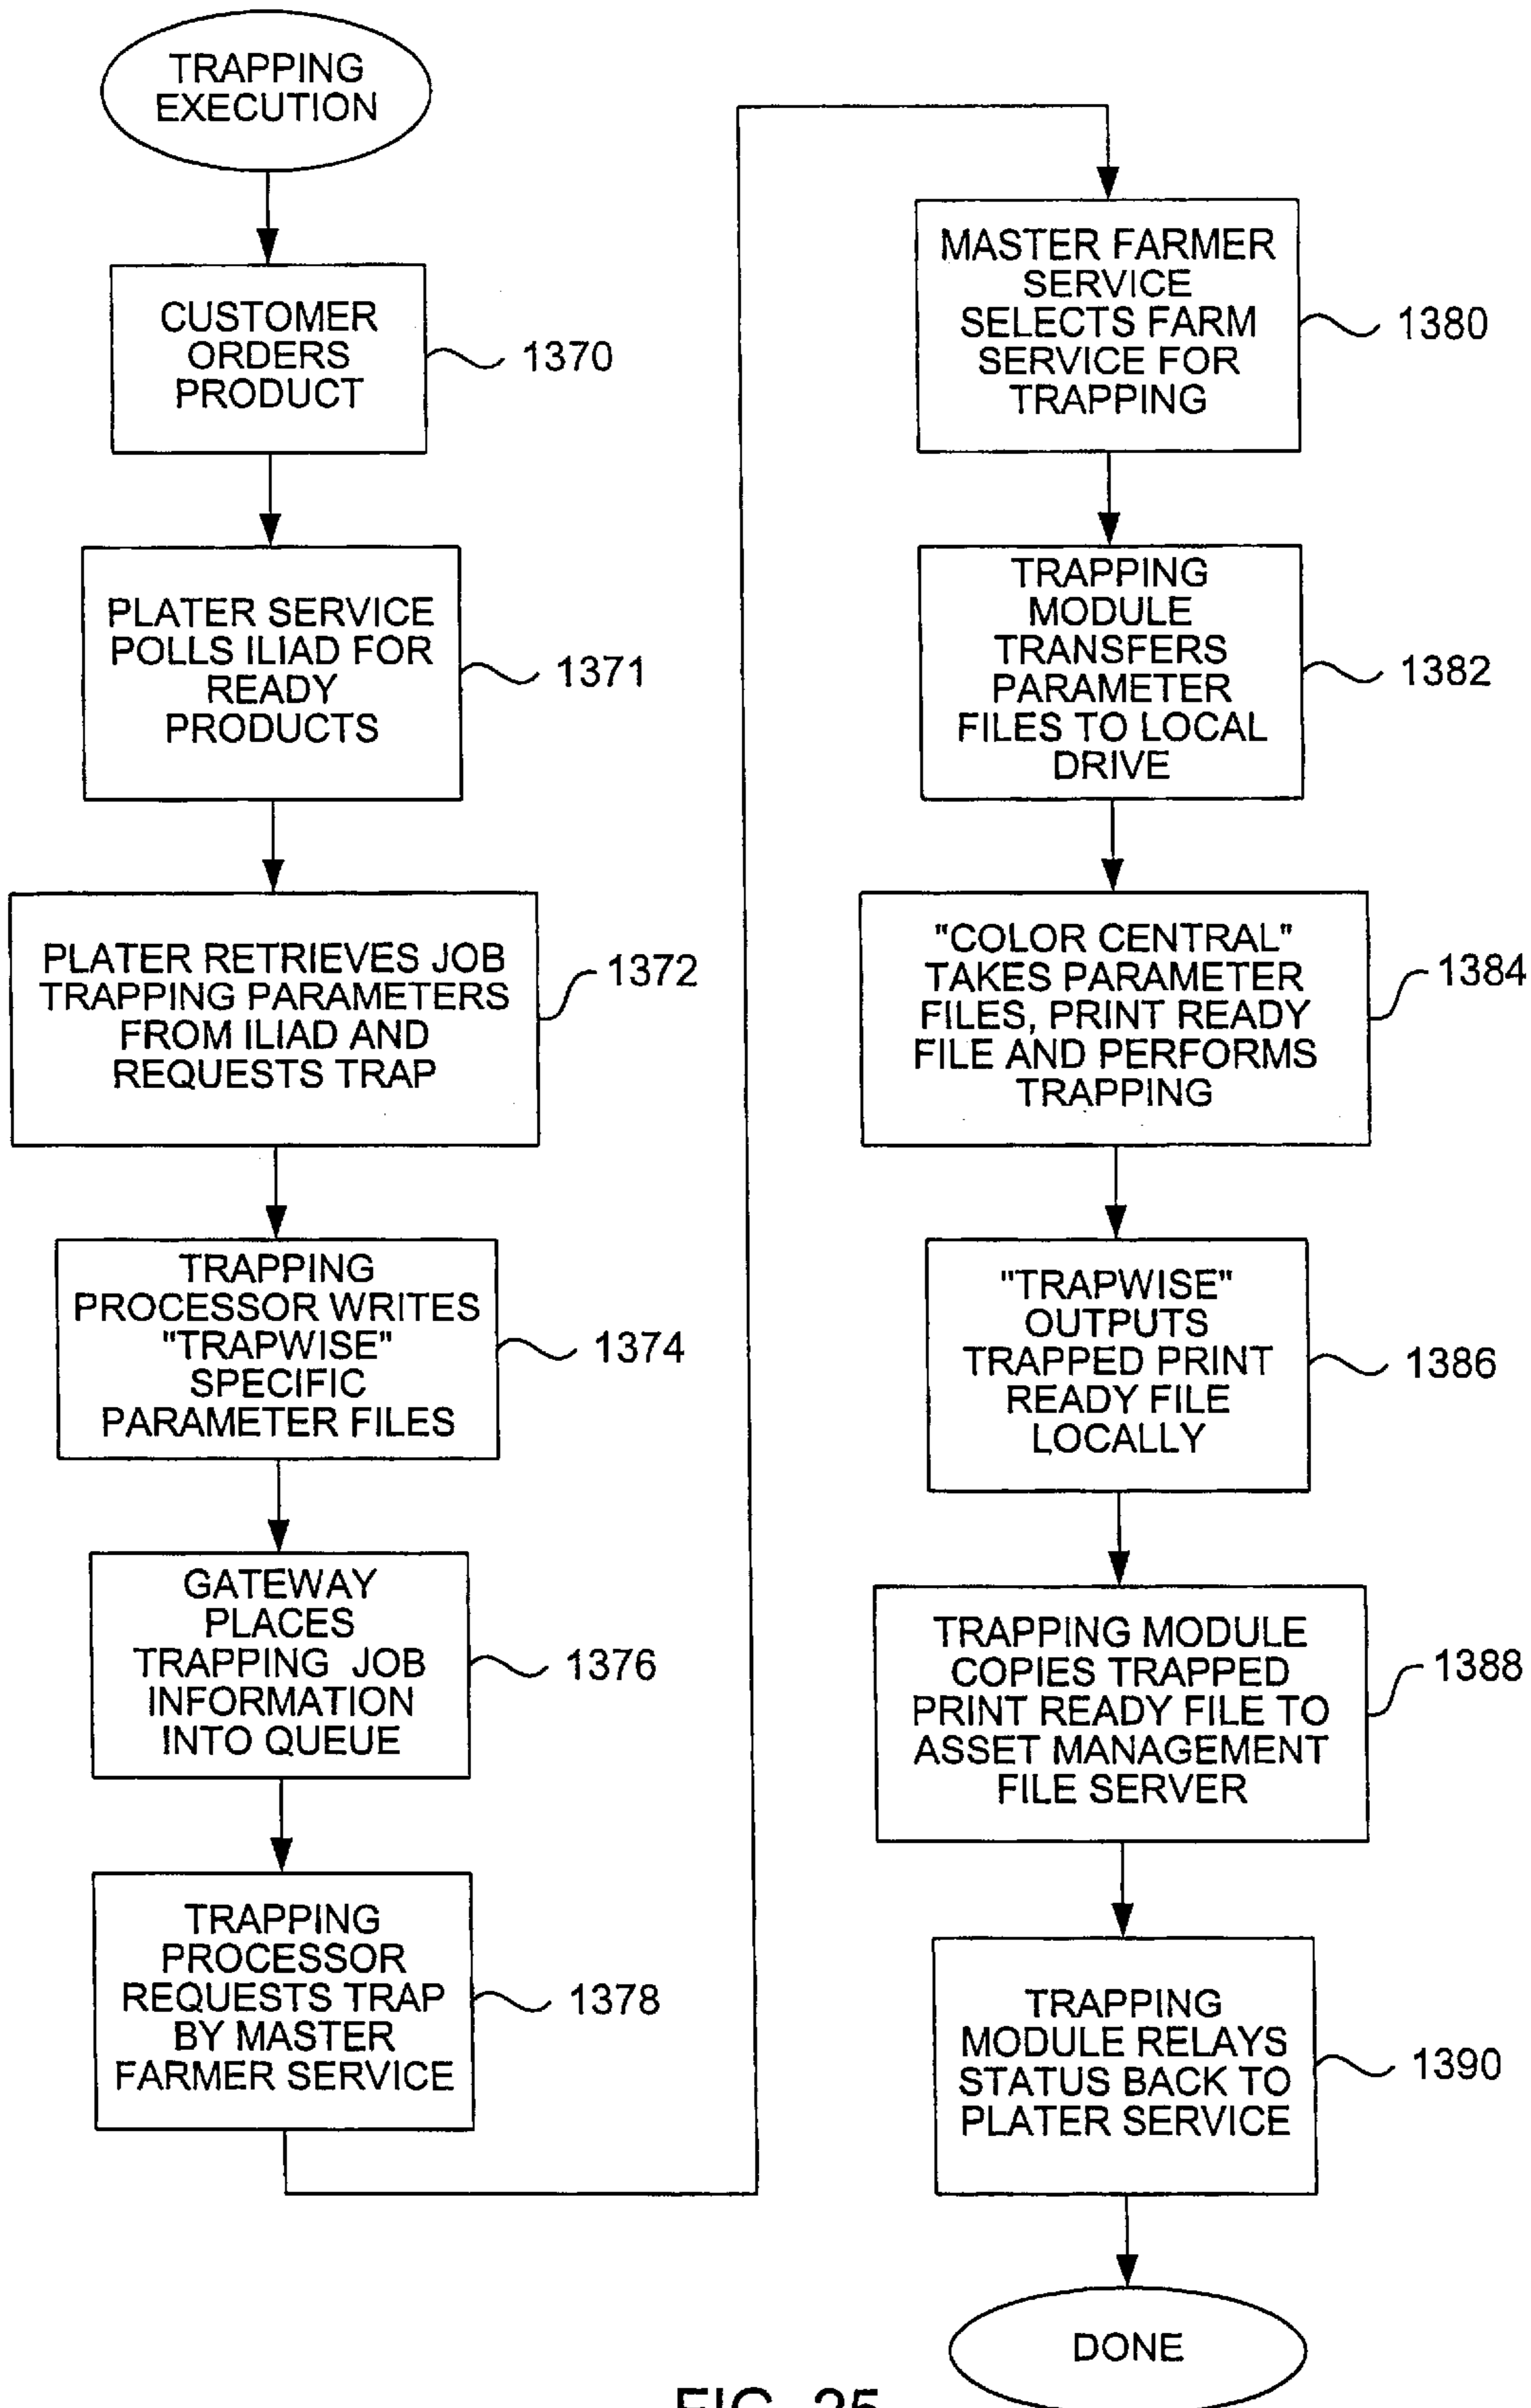 TRAPPING
EXECUTION
CUSTOMER
ORDERS
PRODUCT
1370
PLATER SERVICE
POLLS ILIAD FOR
READY
PRODUCTS
1371
PLATER RETRIEVES JOB
TRAPPING PARAMETERS
FROM ILIAD AND
REQUESTS TRAP
1372
TRAPPING
PROCESSOR WRITES
"TRAPWISE"
SPECIFIC
PARAMETER FILES
1374
GATEWAY
PLACES
TRAPPING JOB
INFORMATION
INTO QUEUE
1376
TRAPPING
PROCESSOR
REQUESTS TRAP
BY MASTER
FARMER SERVICE
1378
MASTER FARMER
SERVICE
SELECTS FARM
SERVICE FOR
TRAPPING
1380
TRAPPING
MODULE
TRANSFERS
PARAMETER
FILES TO LOCAL
DRIVE
1382
"COLOR CENTRAL"
TAKES PARAMETER
FILES, PRINT READY
FILE AND PERFORMS
TRAPPING
1384
"TRAPWISE"
OUTPUTS
TRAPPED PRINT
READY FILE
LOCALLY
1386
TRAPPING MODULE
COPIES TRAPPED
PRINT READY FILE TO
ASSET MANAGEMENT
FILE SERVER
1388
TRAPPING
MODULE RELAYS
STATUS BACK TO
PLATER SERVICE
1390
DONE